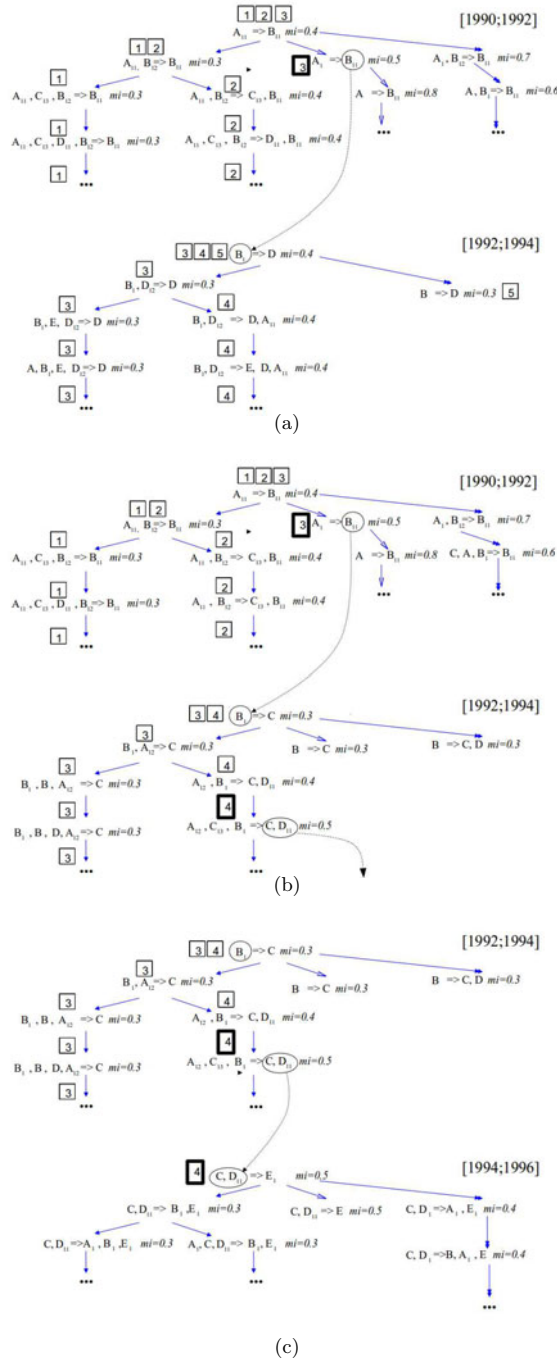 1 2 3
[1990;1992]
A11 => B11 mi=0.4
1 2
A11, B12 => B11 mi=0.3
3 A1 => B11 mi=0.5
A1, B12 => B11 mi=0.7
1
A11, C13, B12 => B11 mi=0.3
2
A11, B12 => C13, B11 mi=0.4
A => B11 mi=0.8
A, B1 => B11 mi=0.6
1
A11, C13, D11, B12 => B11 mi=0.3
2
A11, C13, B12 => D11, B11 mi=0.4
•••
•••
1
•••
2
•••
3 4 5
B1 => D mi=0.4
[1992;1994]
3
B1, D12 => D mi=0.3
B => D mi=0.3 5
3
B1, E, D12 => D mi=0.3
4
B1, D12 => D, A11 mi=0.4
3
A, B1, E, D12 => D mi=0.3
B1, D12 => E, D, A11 mi=0.4
4
3
•••
4
•••
(a)
1 2 3
[1990;1992]
A11 => B11 mi=0.4
1 2
A11, B12 => B11 mi=0.3
3 A1 => B11 mi=0.5
A1, B12 => B11 mi=0.7
1
A11, C13, B12 => B11 mi=0.3
2
A11, B12 => C13, B11 mi=0.4
A => B11 mi=0.8
C, A, B1 => B11 mi=0.6
1
A11, C13, D11, B12 => B11 mi=0.3
2
A11, B12 => C13, B11 mi=0.4
•••
•••
1
•••
2
•••
3 4
B1 => C mi=0.3
[1992;1994]
3
B1, A12 => C mi=0.3
B => C mi=0.3
B => C, D mi=0.3
3
B1, B, A12 => C mi=0.3
4
A12, B1 => C, D11 mi=0.4
3
B1, B, D, A12 => C mi=0.3
4
A12, C13, B1 => C, D11 mi=0.5
3
•••
•••
(b)
3 4
B1 => C mi=0.3
[1992;1994]
3
B1, A12 => C mi=0.3
B => C mi=0.3
B => C, D mi=0.3
3
B1, B, A12 => C mi=0.3
4
A12, B1 => C, D11 mi=0.4
3
B1, B, D, A12 => C mi=0.3
4
A12, C13, B1 => C, D11 mi=0.5
3
•••
•••
4
C, D11 => E1 mi=0.5
[1994;1996]
C, D11 => B1, E1 mi=0.3
C, D11 => E mi=0.5
C, D1 => A1, E1 mi=0.4
C, D11 => A1, B1, E1 mi=0.3
A1, C, D11 => B1, E1 mi=0.3
C, D1 => B, A1, E mi=0.4
•••
•••
•••
(c)